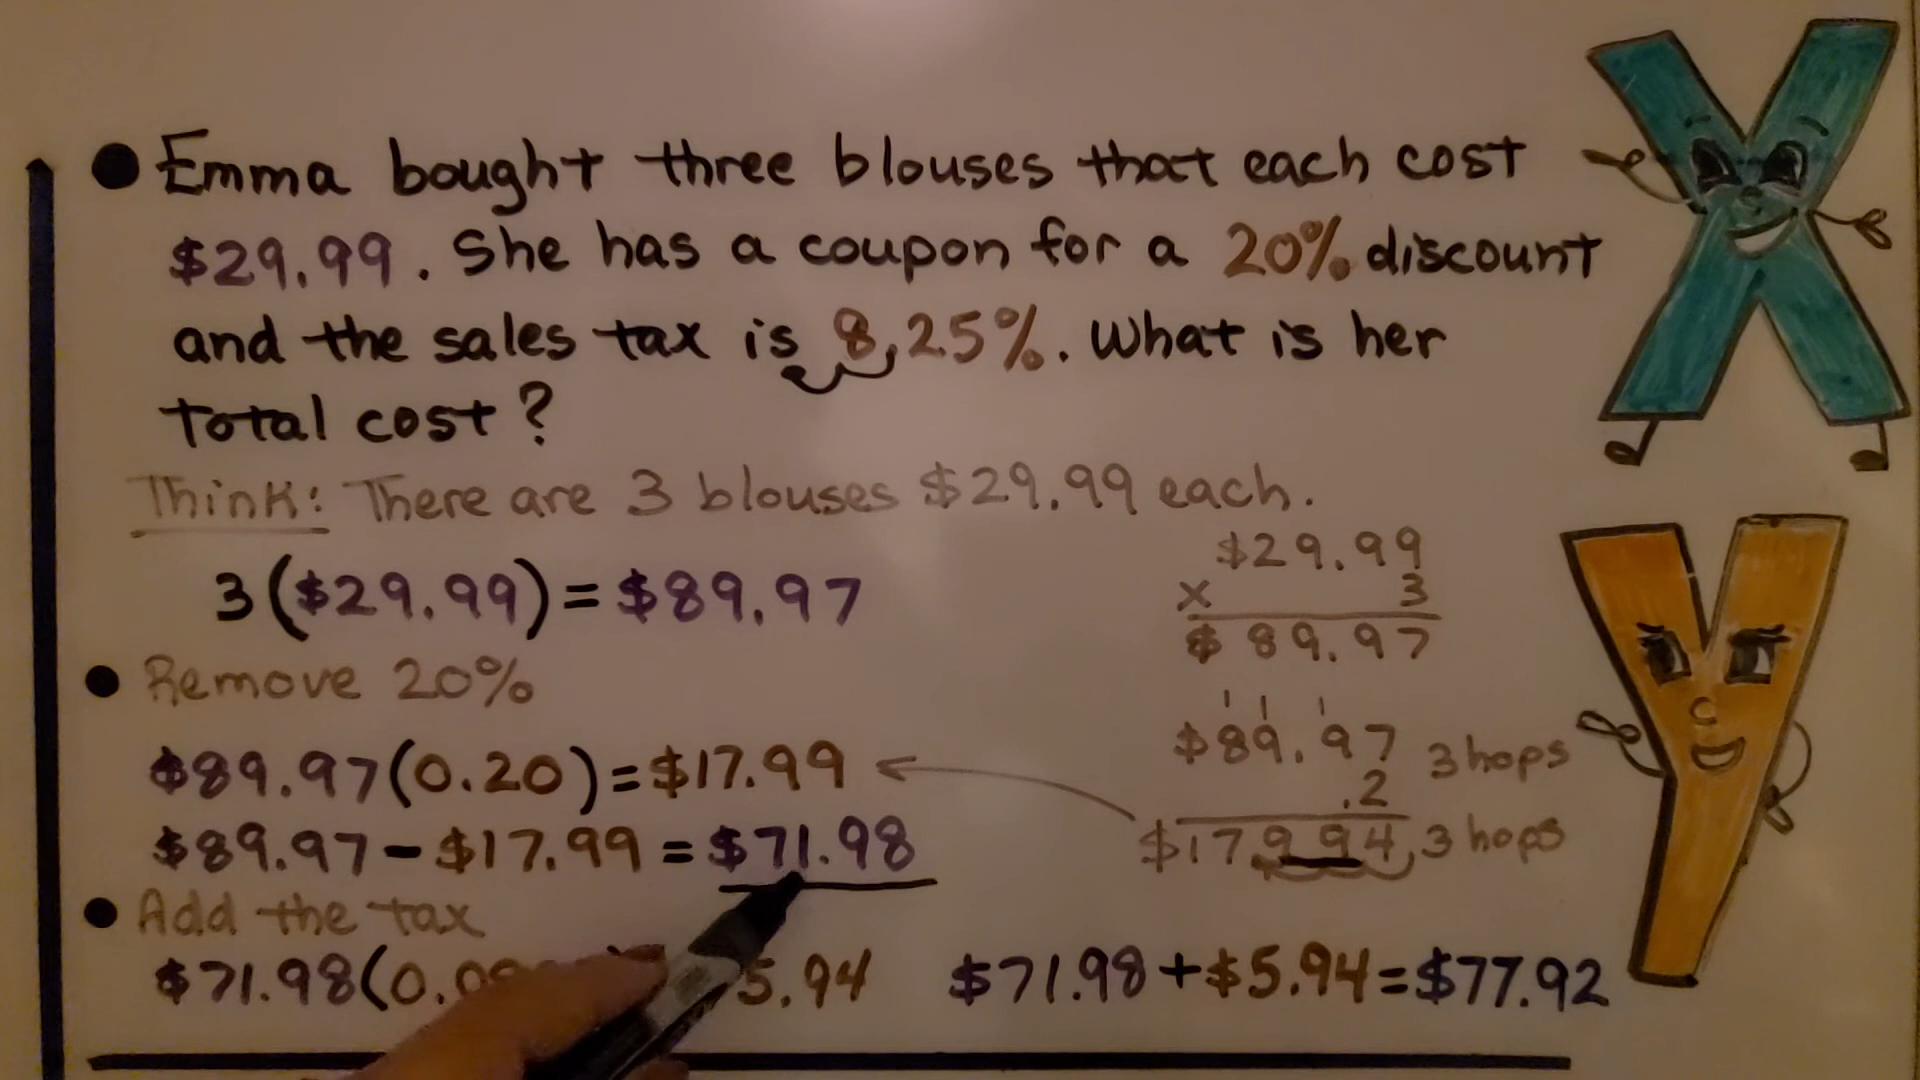 Emma bought three blouses that each cost
$29.99. She has a coupon for a 20% discount
and the sales tax is 8.25%. What is her
total cost?
Think: There are 3 blouses $29.99 each.
3($29.99)=$89.97
$29.99
x 3
$ 89.97
Remove 20%
$89.97(0.20)=$17.99
$89.97-$17.99=$71.98
1 1 1
$89.97 3 hops
.2
$17.994 3 hops
Add the tax
$71.98(0.08 5.94 $71.98+$5.94=$77.92